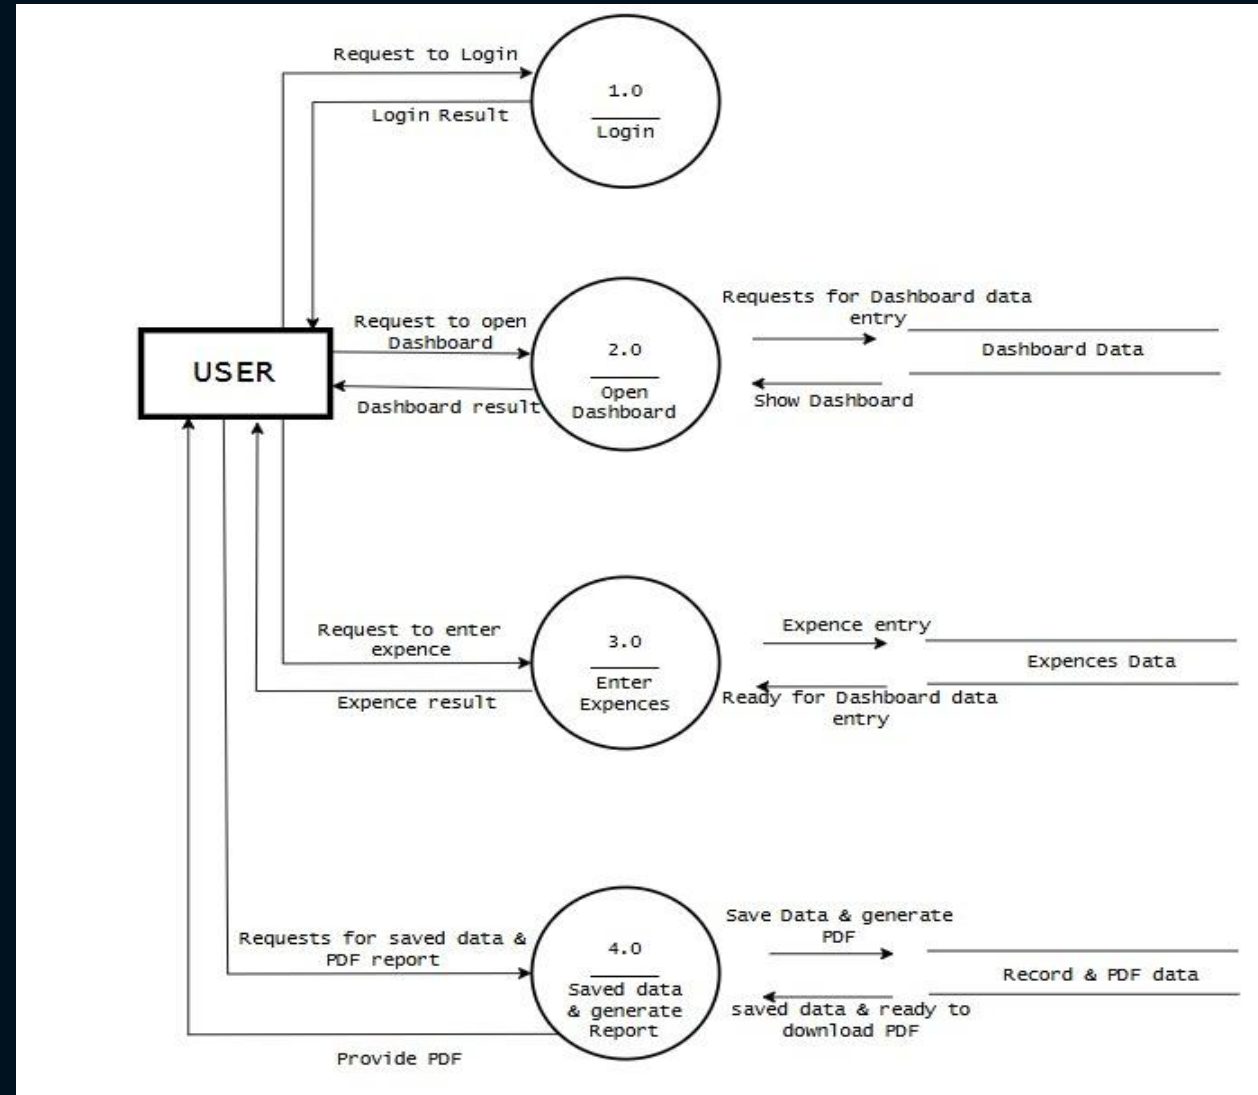 Request to Login
1.0
Login
Login Result
Request to open
Dashboard
USER
Dashboard result
2.0
Open
Dashboard
Requests for Dashboard data
entry
Dashboard Data
Show Dashboard
Request to enter
expence
Expence result
3.0
Enter
Expences
Expence entry
Expences Data
Ready for Dashboard data
entry
Requests for saved data &
PDF report
4.0
Saved data
& generate
Report
Provide PDF
Save Data & generate
PDF
Record & PDF data
saved data & ready to
download PDF